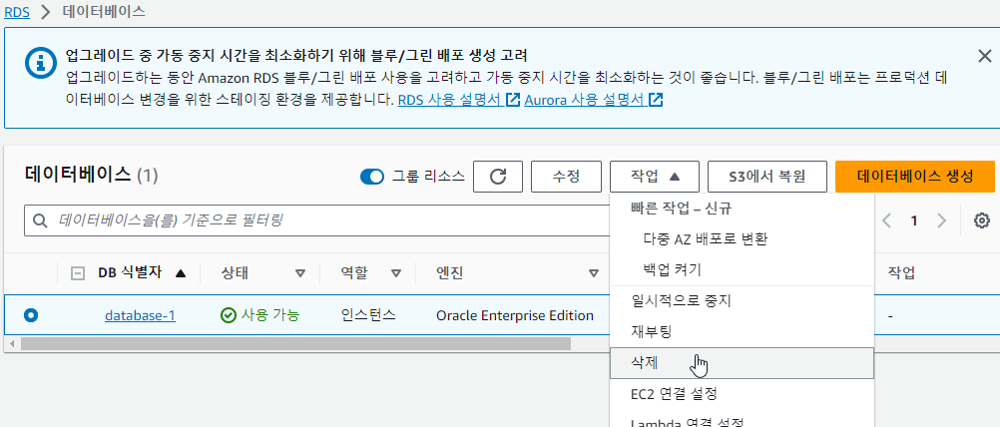 RDS > 데이터베이스
업그레이드 중 가동 중지 시간을 최소화하기 위해 블루/그린 배포 생성 고려
업그레이드하는 동안 Amazon RDS 블루/그린 배포 사용을 고려하고 가동 중지 시간을 최소화하는 것이 좋습니다. 블루/그린 배포는 프로덕션 데
이터베이스 변경을 위한 스테이징 환경을 제공합니다. RDS 사용 설명서 Aurora 사용 설명서
데이터베이스 (1) 그룹 리소스 수정 작업 S3에서 복원 데이터베이스 생성
데이터베이스을(를) 기준으로 필터링 1
빠른 작업 – 신규
다중 AZ 배포로 변환
백업 켜기
DB 식별자 상태 역할 엔진 작업
database-1 사용 가능 인스턴스 Oracle Enterprise Edition -
일시적으로 중지
재부팅
삭제
EC2 연결 설정
Lambda 연결 설정